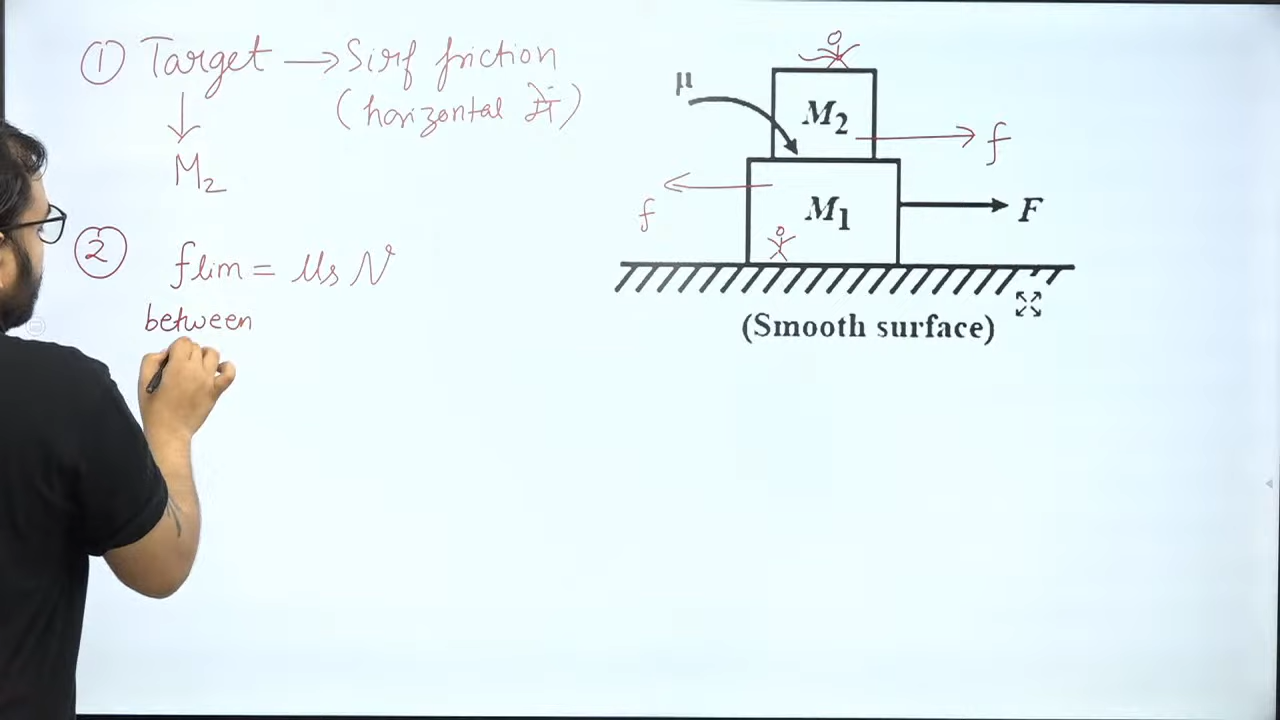 ① Target → Sirf friction
(horizontal में)
↓
M₂
② flim = μs N
between
μ
M₂
f
f
M₁
F
(Smooth surface)